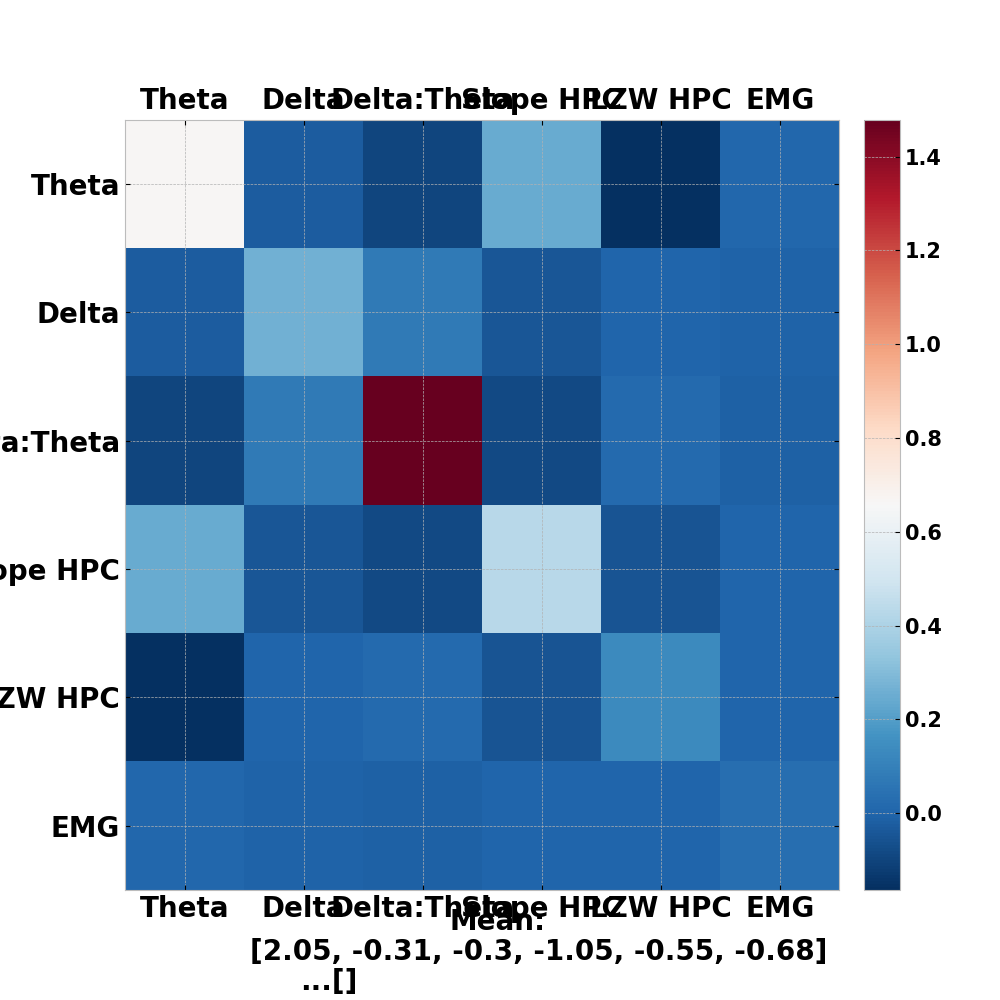 Theta Delta Delta:Theta Slope HPC LZW HPC EMG
1.4
Theta
1.2
Delta
1.0
a:Theta
0.8
ope HPC
0.6
0.4
ZW HPC
0.2
EMG
0.0
Theta Delta Delta:Theta Slope HPC LZW HPC EMG
Mean:
[2.05, -0.31, -0.3, -1.05, -0.55, -0.68]
...[]